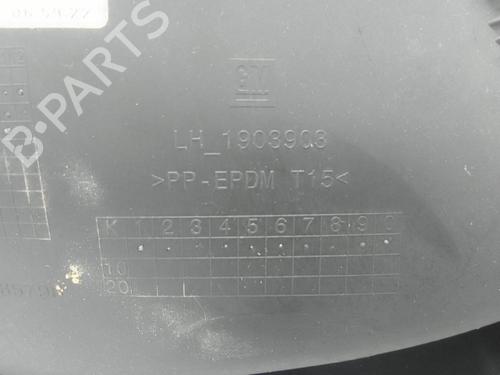 GM
LH_1903903
>PP-EPDM T15<
K 1 2 3 4 5 6 7 8 9 0
10
20
B-PARTS